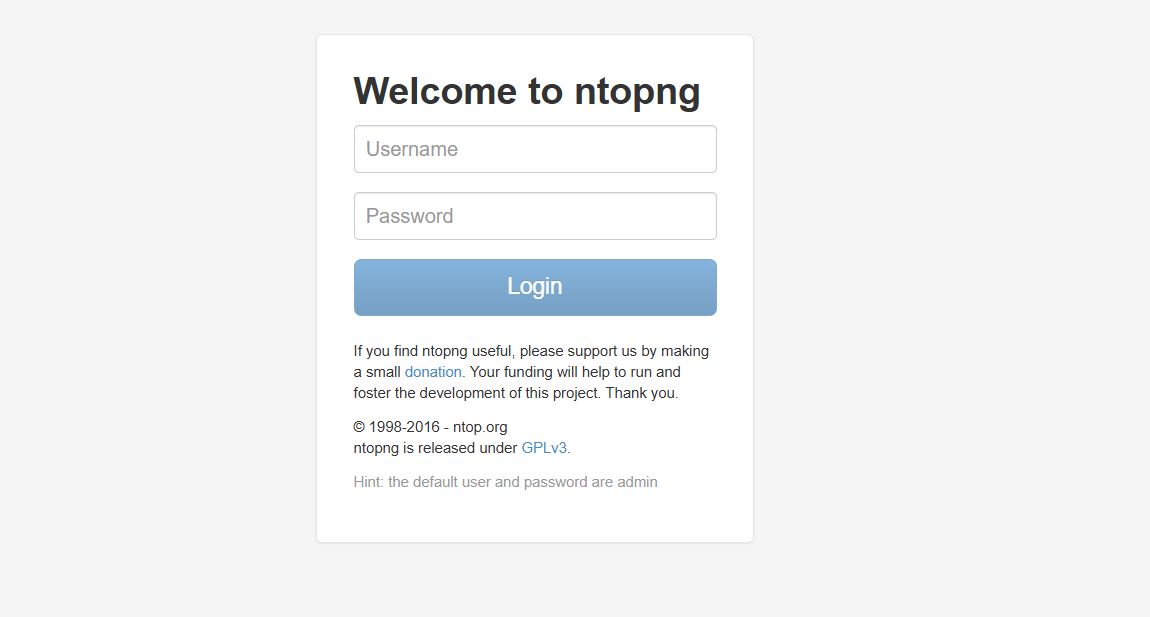 Welcome to ntopng
Username
Password
Login
If you find ntopng useful, please support us by making
a small donation. Your funding will help to run and
foster the development of this project. Thank you.
© 1998-2016 - ntop.org
ntopng is released under GPLv3.
Hint: the default user and password are admin